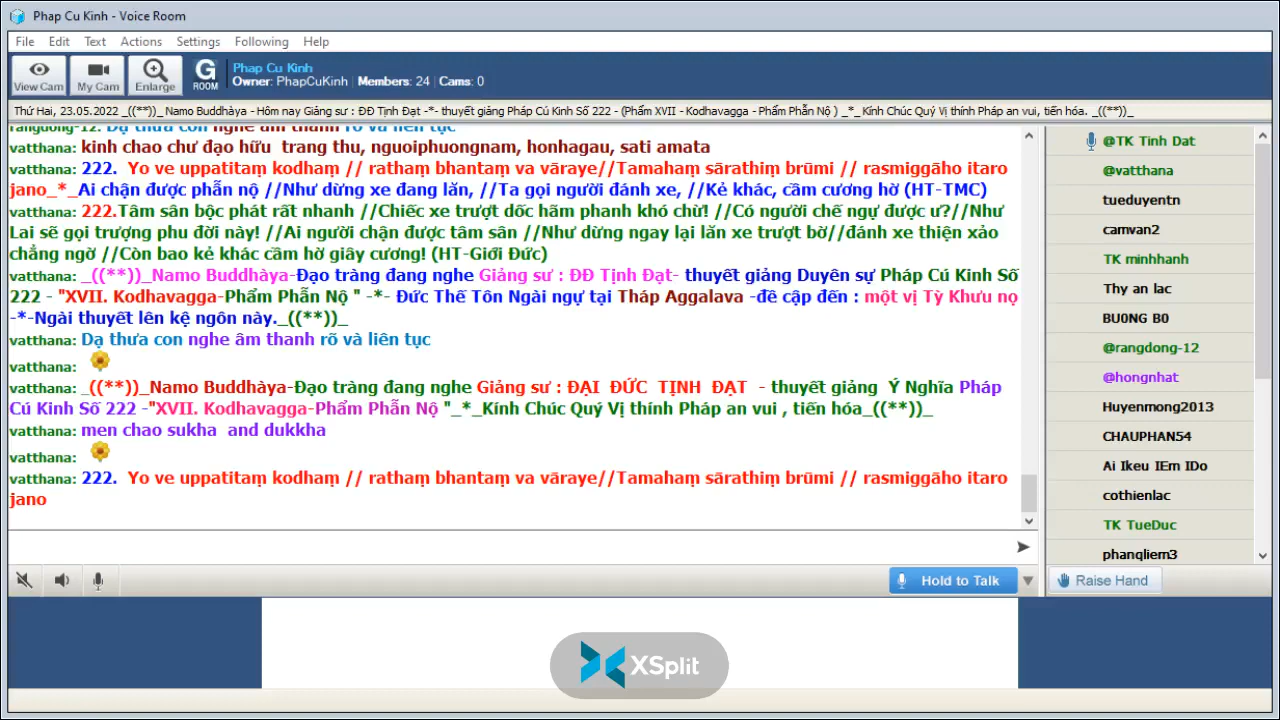 Phap Cu Kinh - Voice Room
File Edit Text Actions Settings Following Help
View Cam My Cam Enlarge G ROOM
Phap Cu Kinh
Owner: PhapCuKinh | Members: 24 | Cams: 0
Thứ Hai, 23.05.2022 _((**))_ Namo Buddhàya - Hôm nay Giảng sư : ĐĐ Tịnh Đạt -*- thuyết giảng Pháp Cú Kinh Số 222 - (Phẩm XVII - Kodhavagga - Phẩm Phẫn Nộ ) _*_ Kính Chúc Quý Vị thính Pháp an vui, tiến hóa. _((**))_
rangdong-12: Dạ thưa con nghe âm thanh rõ và liên tục
vatthana: kinh chao chư đạo hữu trang thu, nguoiphuongnam, honhagau, sati amata
vatthana: 222. Yo ve uppatitaṃ kodhaṃ // rathaṃ bhantaṃ va vāraye//Tamahaṃ sārathiṃ brūmi // rasmiggāho itaro
jano_*_Ai chận được phẫn nộ //Như dừng xe đang lăn, //Ta gọi người đánh xe, //Kẻ khác, cầm cương hờ (HT-TMC)
vatthana: 222.Tâm sân bộc phát rất nhanh //Chiếc xe trượt dốc hãm phanh khó chừ! //Có người chế ngự được ư?//Như
Lai sẽ gọi trượng phu đời này! //Ai người chận được tâm sân //Như dừng ngay lại lăn xe trượt bờ//đánh xe thiện xảo
chẳng ngờ //Còn bao kẻ khác cầm hờ giây cương! (HT-Giới Đức)
vatthana: _((**))_Namo Buddhàya-Đạo tràng đang nghe Giảng sư : ĐĐ Tịnh Đạt- thuyết giảng Duyên sự Pháp Cú Kinh Số
222 - "XVII. Kodhavagga-Phẩm Phẫn Nộ " -*- Đức Thế Tôn Ngài ngự tại Tháp Aggalava -đề cập đến : một vị Tỳ Khưu nọ
-*-Ngài thuyết lên kệ ngôn này._((**))_
vatthana: Dạ thưa con nghe âm thanh rõ và liên tục
vatthana:
vatthana: _((**))_Namo Buddhàya-Đạo tràng đang nghe Giảng sư : ĐẠI ĐỨC TỊNH ĐẠT - thuyết giảng Ý Nghĩa Pháp
Cú Kinh Số 222 -"XVII. Kodhavagga-Phẩm Phẫn Nộ "_*_Kính Chúc Quý Vị thính Pháp an vui , tiến hóa_((**))_
vatthana: men chao sukha and dukkha
vatthana:
vatthana: 222. Yo ve uppatitaṃ kodhaṃ // rathaṃ bhantaṃ va vāraye//Tamahaṃ sārathiṃ brūmi // rasmiggāho itaro
jano
Hold to Talk
@TK Tinh Dat
@vatthana
tueduyentn
camvan2
TK minhhanh
Thy an lac
BU0NG B0
@rangdong-12
@hongnhat
Huyenmong2013
CHAUPHAN54
Ai Ikeu IEm IDo
cothienlac
TK TueDuc
phanqliem3
Raise Hand
XSplit